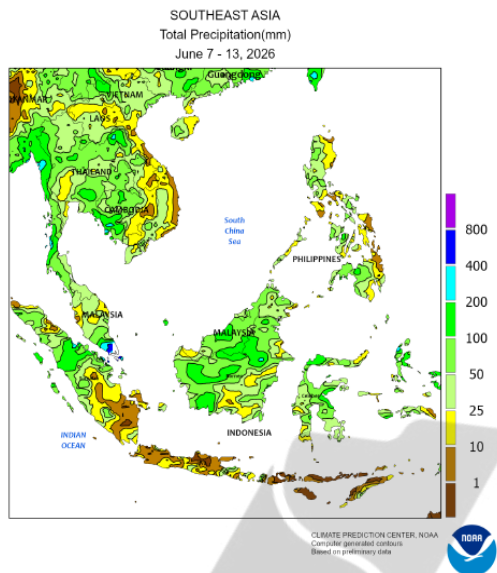 SOUTHEAST ASIA
Total Precipitation(mm)
June 7 - 13, 2026
Guangdong
VIETNAM
LAOS
THAILAND
CAMBODIA
South
China
Sea
PHILIPPINES
MALAYSIA
MALAYSIA
INDIAN
OCEAN
INDONESIA
800
400
200
100
50
25
10
1
CLIMATE PREDICTION CENTER, NOAA
Computer generated contours
Based on preliminary data
NOAA